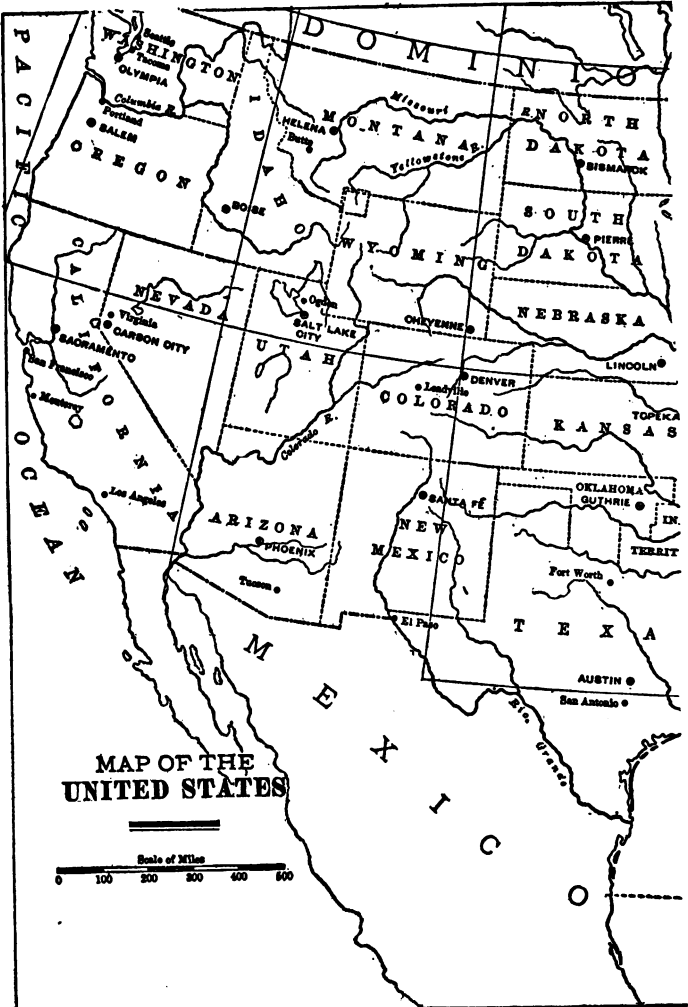 DOMINIO
PACIFIC
OCEAN
WASHINGTON
Seattle
Tacoma
OLYMPIA
Columbia R.
Portland
SALEM
OREGON
IDAHO
BOISE
MONTANA
HELENA
Butte
Missouri
R.
Yellowstone
NORTH
DAKOTA
BISMARCK
SOUTH
DAKOTA
PIERRE
WYOMING
CHEYENNE
NEBRASKA
LINCOLN
NEVADA
Virginia
CARSON CITY
CALIFORNIA
SACRAMENTO
San Francisco
Monterey
Los Angeles
Ogden
SALT LAKE
CITY
UTAH
Colorado R.
DENVER
Leadville
COLORADO
KANSAS
TOPEKA
ARIZONA
PHOENIX
Tucson
SANTA FÉ
NEW
MEXICO
El Paso
OKLAHOMA
GUTHRIE
IN.
TERRIT
Fort Worth
TEXA
AUSTIN
San Antonio
Rio Grande
MEXICO
MAP OF THE
UNITED STATES
Scale of Miles
0 100 200 300 400 500